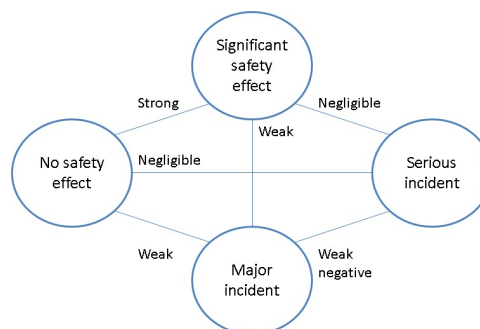 Significant
safety
effect
Strong
Negligible
Weak
No safety
effect
Negligible
Serious
incident
Weak
Major
incident
Weak
negative